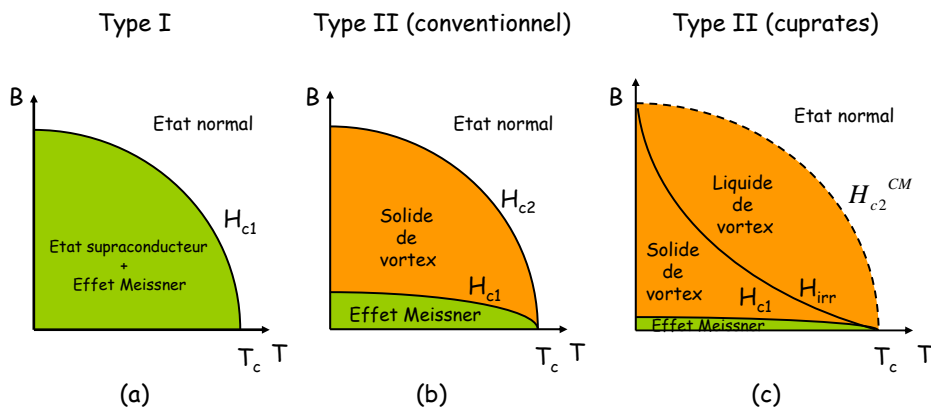 Type I
Type II (conventionnel)
Type II (cuprates)
B
Etat normal
H_c1
Etat supraconducteur
+
Effet Meissner
T_c T
(a)
B
Etat normal
H_c2
Solide
de
vortex
H_c1
Effet Meissner
T_c T
(b)
B
Etat normal
H_c2^CM
Liquide
de
vortex
Solide
de
vortex
H_c1
H_irr
Effet Meissner
T_c T
(c)